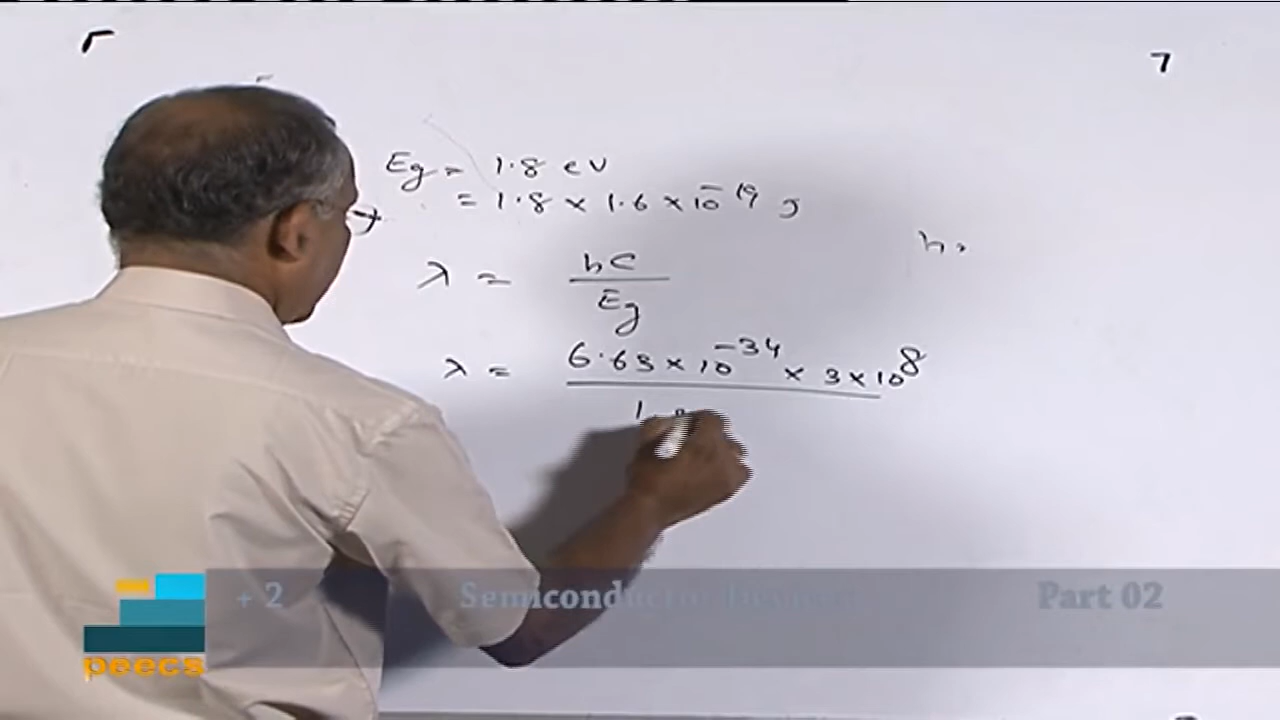 Eg = 1.8 eV
= 1.8 × 1.6 × 10⁻¹⁹ J
h,
λ = hC / Eg
λ = 6.63 × 10⁻³⁴ × 3 × 10⁸
+ 2 Part 02
peecs